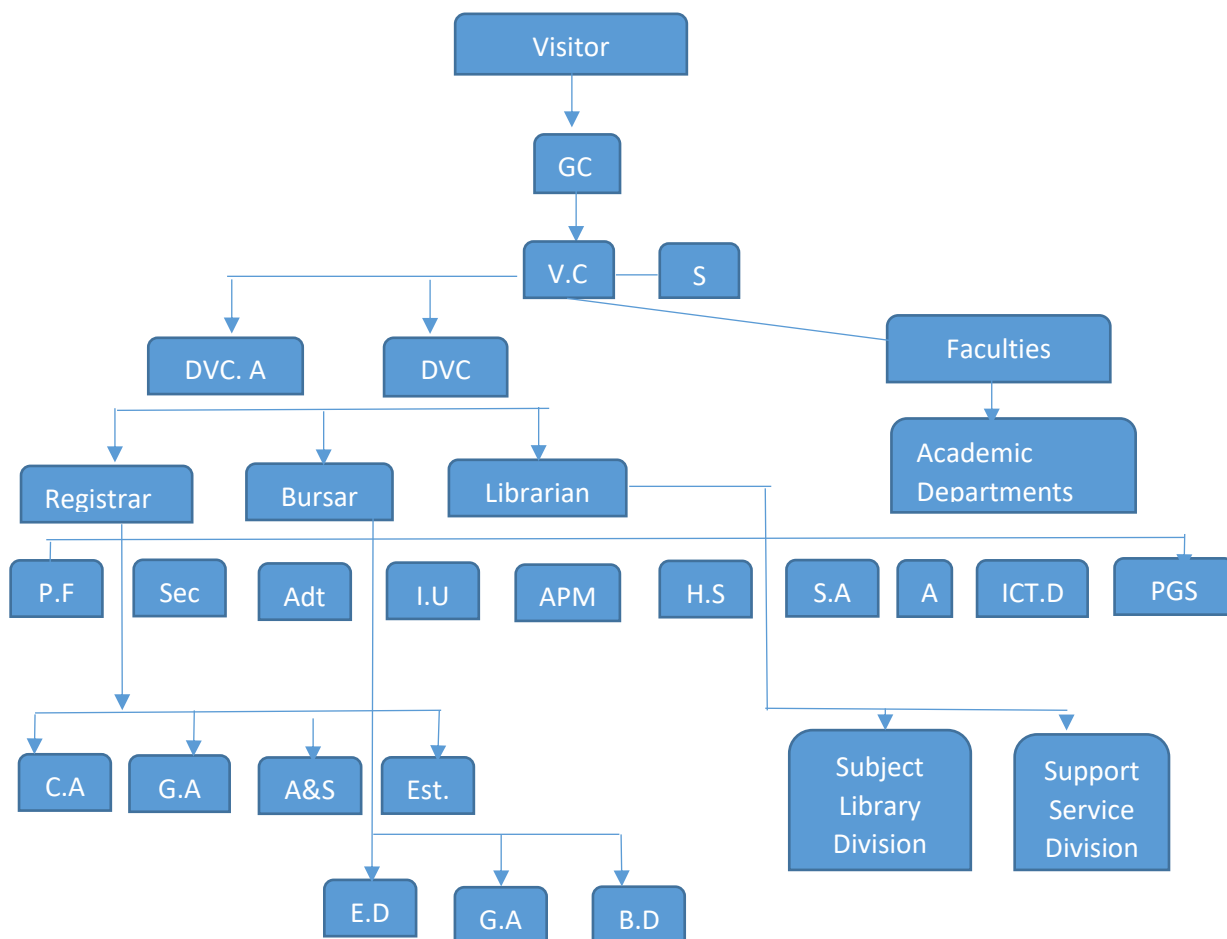 Visitor
GC
V.C
S
DVC. A
DVC
Faculties
Academic
Departments
Registrar
Bursar
Librarian
P.F
Sec
Adt
I.U
APM
H.S
S.A
A
ICT.D
PGS
C.A
G.A
A&S
Est.
Subject
Library
Division
Support
Service
Division
E.D
G.A
B.D